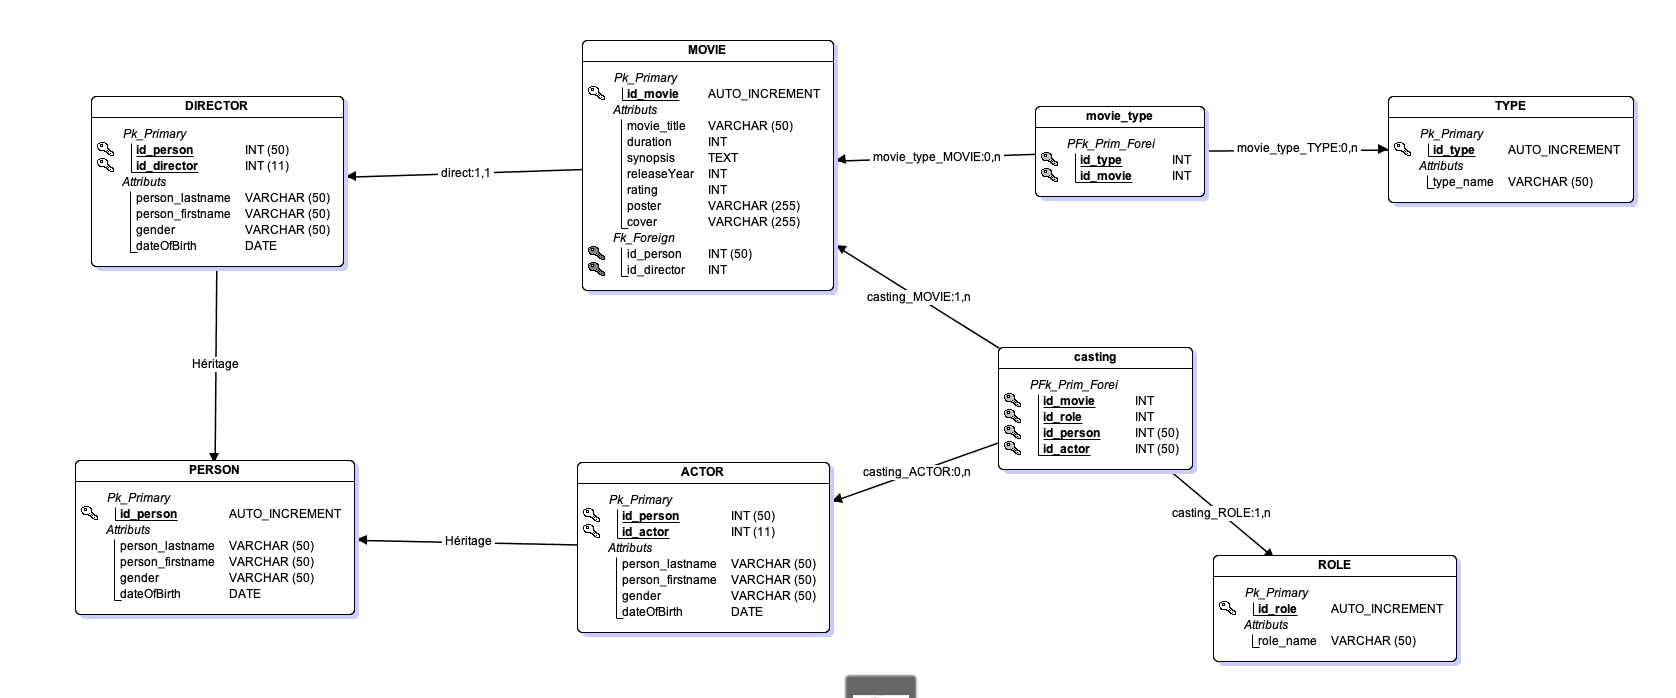 DIRECTOR
Pk_Primary
id_person INT (50)
id_director INT (11)
Attributs
person_lastname VARCHAR (50)
person_firstname VARCHAR (50)
gender VARCHAR (50)
dateOfBirth DATE
direct:1,1
MOVIE
Pk_Primary
id_movie AUTO_INCREMENT
Attributs
movie_title VARCHAR (50)
duration INT
synopsis TEXT
releaseYear INT
rating INT
poster VARCHAR (255)
cover VARCHAR (255)
Fk_Foreign
id_person INT (50)
id_director INT
movie_type_MOVIE:0,n
movie_type
PFk_Prim_Forei
id_type INT
id_movie INT
movie_type_TYPE:0,n
TYPE
Pk_Primary
id_type AUTO_INCREMENT
Attributs
type_name VARCHAR (50)
Héritage
casting_MOVIE:1,n
casting
PFk_Prim_Forei
id_movie INT
id_role INT
id_person INT (50)
id_actor INT (50)
PERSON
Pk_Primary
id_person AUTO_INCREMENT
Attributs
person_lastname VARCHAR (50)
person_firstname VARCHAR (50)
gender VARCHAR (50)
dateOfBirth DATE
Héritage
ACTOR
Pk_Primary
id_person INT (50)
id_actor INT (11)
Attributs
person_lastname VARCHAR (50)
person_firstname VARCHAR (50)
gender VARCHAR (50)
dateOfBirth DATE
casting_ACTOR:0,n
casting_ROLE:1,n
ROLE
Pk_Primary
id_role AUTO_INCREMENT
Attributs
role_name VARCHAR (50)